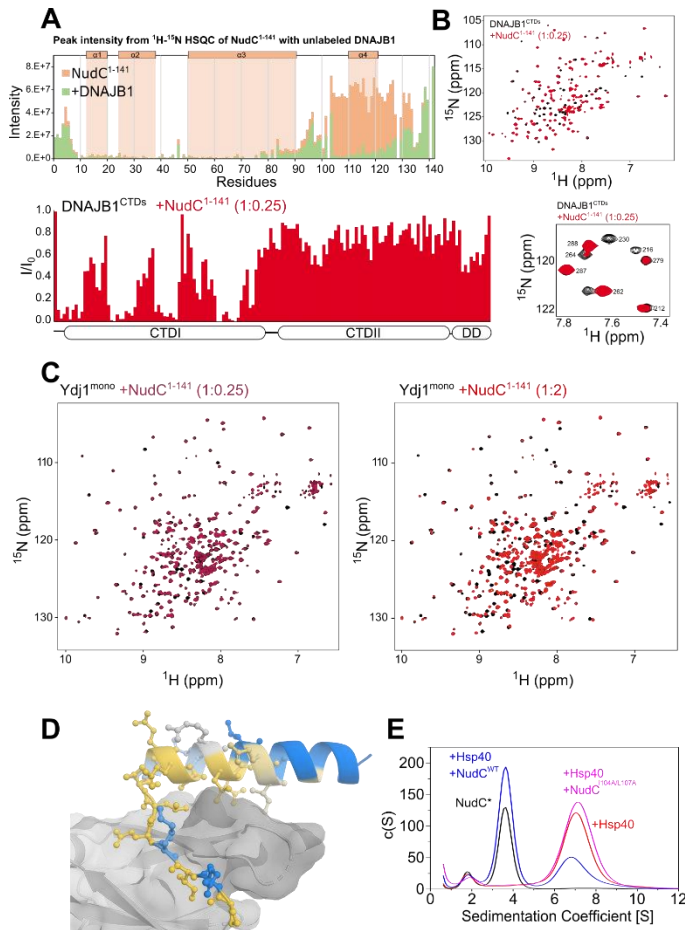 A
Peak intensity from ¹H-¹⁵N HSQC of NudC¹⁻¹⁴¹ with unlabeled DNAJB1
α1 α2 α3 α4
8.E+7
6.E+7
4.E+7
2.E+7
0.E+0
Intensity
NudC¹⁻¹⁴¹
+DNAJB1
0 10 20 30 40 50 60 70 80 90 100 110 120 130 140
Residues
DNAJB1ᶜᵀᴰˢ +NudC¹⁻¹⁴¹ (1:0.25)
1.0
0.8
0.6
0.4
0.2
0.0
I/I₀
CTDI CTDII DD
B
DNAJB1ᶜᵀᴰˢ
+NudC¹⁻¹⁴¹ (1:0.25)
105
110
115
120
125
130
¹⁵N (ppm)
10 9 8 7
¹H (ppm)
DNAJB1ᶜᵀᴰˢ
+NudC¹⁻¹⁴¹ (1:0.25)
230
288
216
264
279
287
262
212
120
122
¹⁵N (ppm)
7.8 7.6 7.4
¹H (ppm)
C
Ydj1ᵐᵒⁿᵒ +NudC¹⁻¹⁴¹ (1:0.25)
110
120
130
¹⁵N (ppm)
10 9 8 7
¹H (ppm)
Ydj1ᵐᵒⁿᵒ +NudC¹⁻¹⁴¹ (1:2)
110
120
130
¹⁵N (ppm)
10 9 8 7
¹H (ppm)
D
E
200
150
100
50
0
c(S)
+Hsp40
+NudCᵂᵀ
NudC*
+Hsp40
+NudC^I104A/L107A
+Hsp40
0 2 4 6 8 10 12
Sedimentation Coefficient [S]